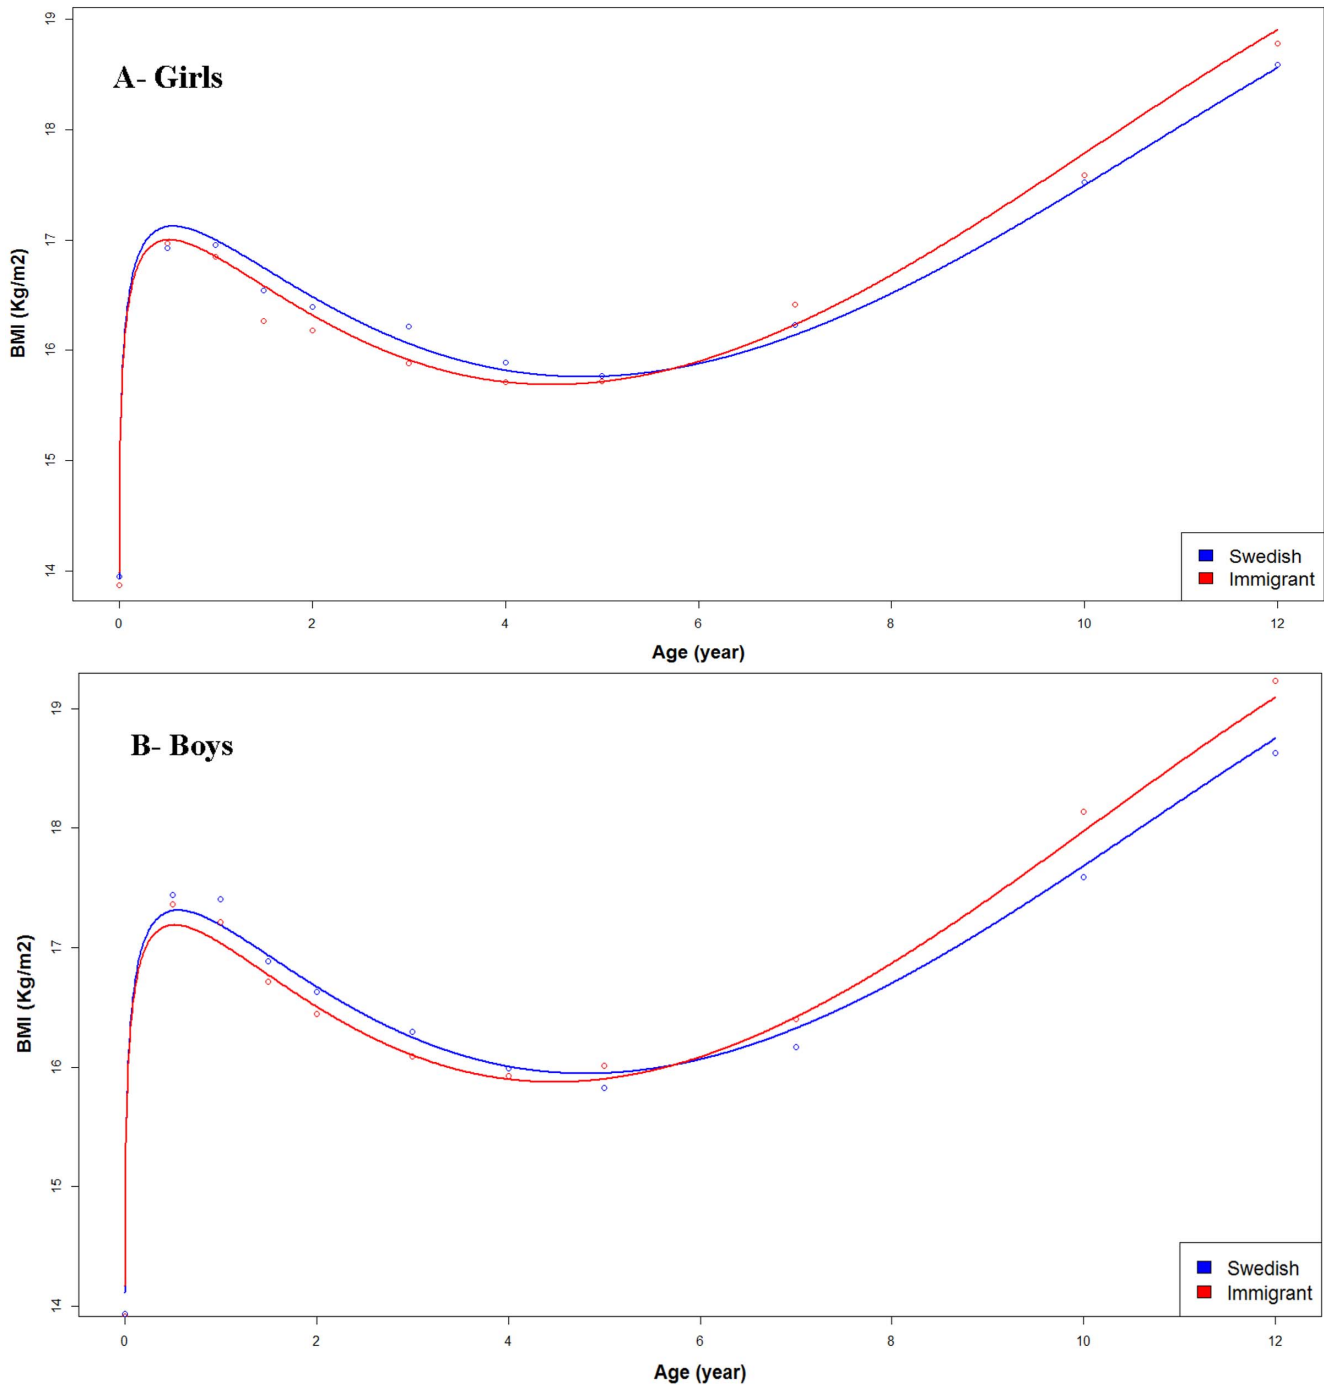 A- Girls
19
18
17
16
15
14
BMI (Kg/m2)
Swedish
Immigrant
0 2 4 6 8 10 12
Age (year)
B- Boys
19
18
17
16
15
14
BMI (Kg/m2)
Swedish
Immigrant
0 2 4 6 8 10 12
Age (year)